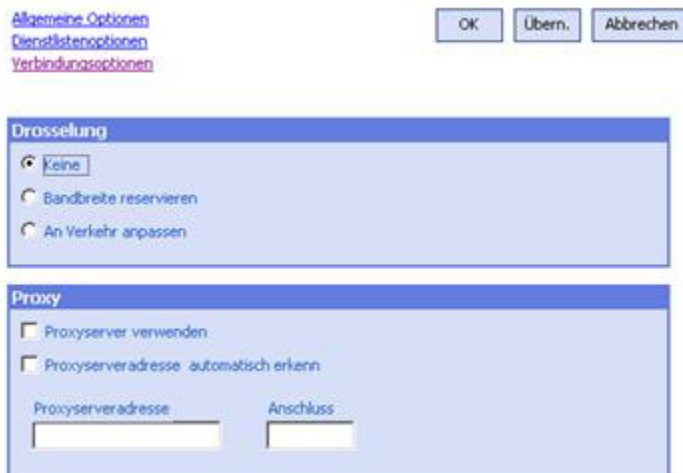 Allgemeine Optionen
Dienstlistenoptionen
Verbindungsoptionen
OK Übern. Abbrechen
Drosselung
Keine
Bandbreite reservieren
An Verkehr anpassen
Proxy
Proxyserver verwenden
Proxyserveradresse automatisch erkenn
Proxyserveradresse Anschluss